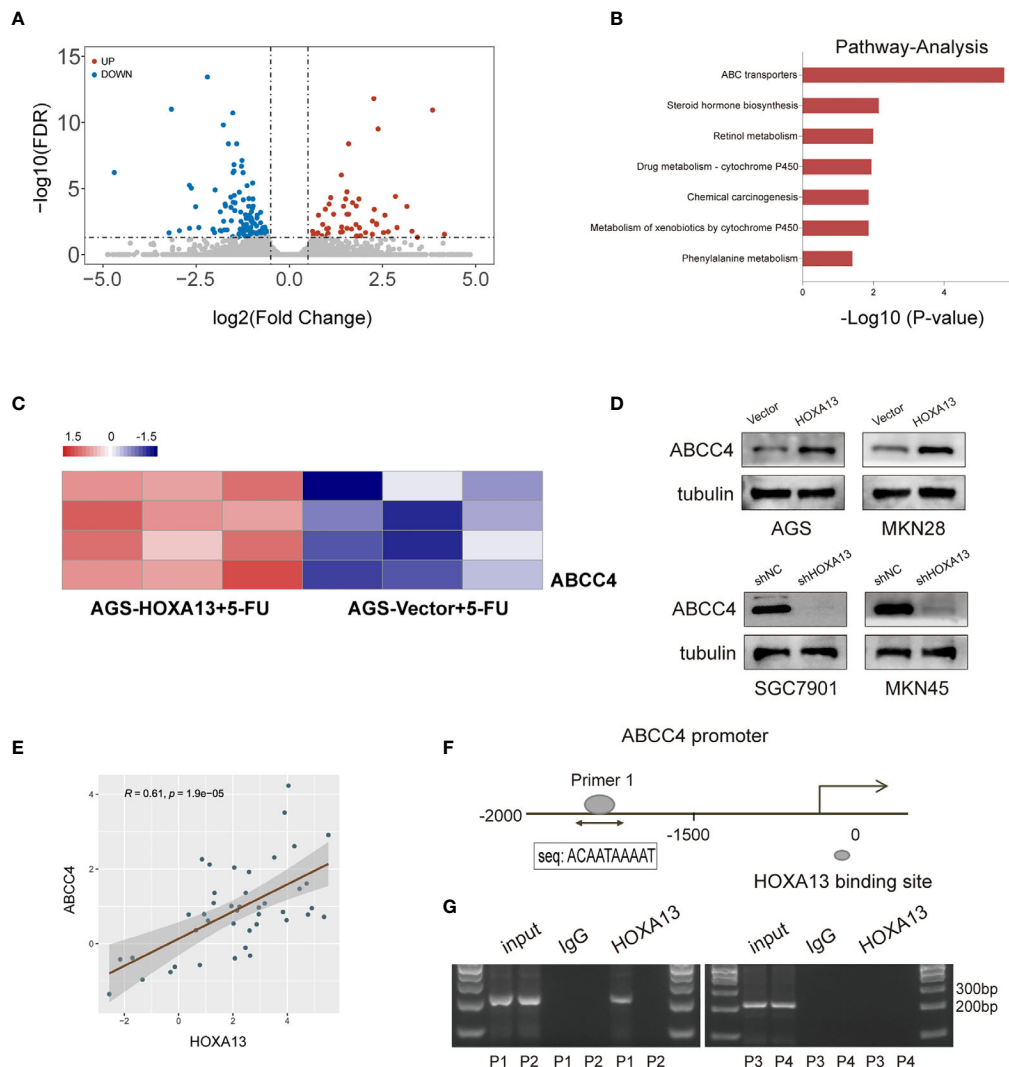 A
15
10
5
0
−log10(FDR)
UP
DOWN
−5.0
−2.5
0.0
2.5
5.0
log2(Fold Change)
B
Pathway-Analysis
ABC transporters
Steroid hormone biosynthesis
Retinol metabolism
Drug metabolism - cytochrome P450
Chemical carcinogenesis
Metabolism of xenobiotics by cytochrome P450
Phenylalanine metabolism
0
2
4
-Log10 (P-value)
C
1.5
0
-1.5
ABCC4
AGS-HOXA13+5-FU
AGS-Vector+5-FU
D
Vector
HOXA13
Vector
HOXA13
ABCC4
tubulin
AGS
MKN28
shNC
shHOXA13
shNC
shHOXA13
ABCC4
tubulin
SGC7901
MKN45
E
R = 0.61, p = 1.9e−05
4
2
0
ABCC4
−2
0
2
4
HOXA13
F
ABCC4 promoter
Primer 1
-2000
-1500
0
seq: ACAATAAAAT
HOXA13 binding site
G
input
IgG
HOXA13
input
IgG
HOXA13
300bp
200bp
P1 P2 P1 P2 P1 P2
P3 P4 P3 P4 P3 P4